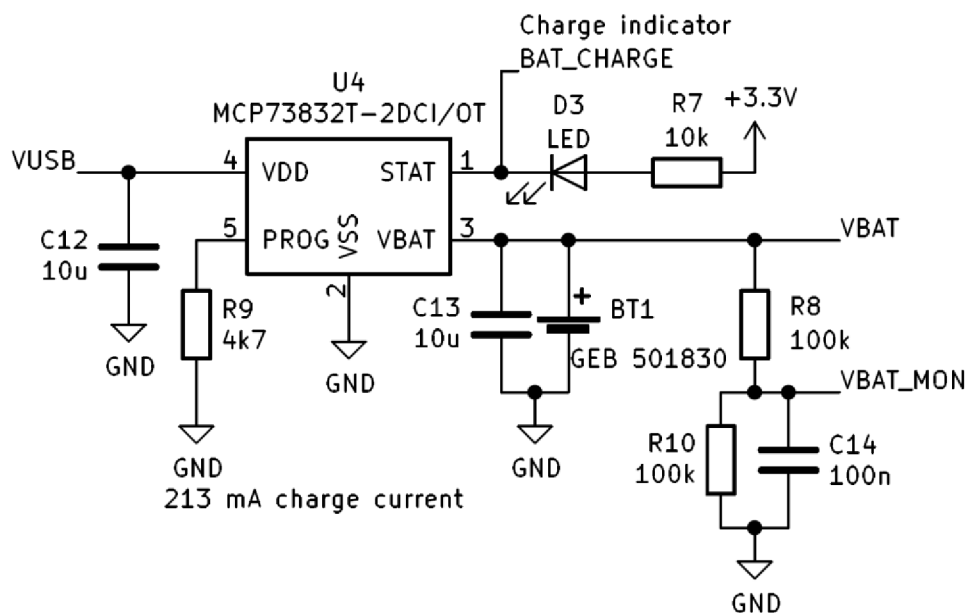 Charge indicator
BAT_CHARGE
U4
MCP73832T-2DCI/OT
D3
LED
R7
10k
+3.3V
VUSB
4
VDD
STAT
1
5
PROG
VSS
VBAT
3
VBAT
2
C12
10u
GND
R9
4k7
GND
C13
10u
+
BT1
GEB 501830
GND
R8
100k
VBAT_MON
R10
100k
C14
100n
GND
GND
213 mA charge current